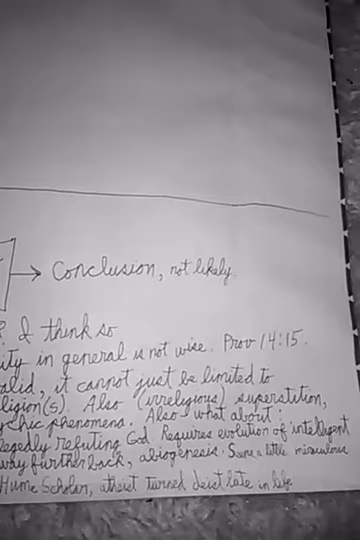 → Conclusion, not likely.
? I think so
ity in general is not wise. Prov 14:15.
alid, it cannot just be limited to
ligion(s). Also (irreligious) superstition,
ychic phenomena. Also what about:
legedly refuting God Requires evolution of intelligent
way further back, abiogenesis. Seems a little miraculous
Hume Scholar, atheist turned deist late in life